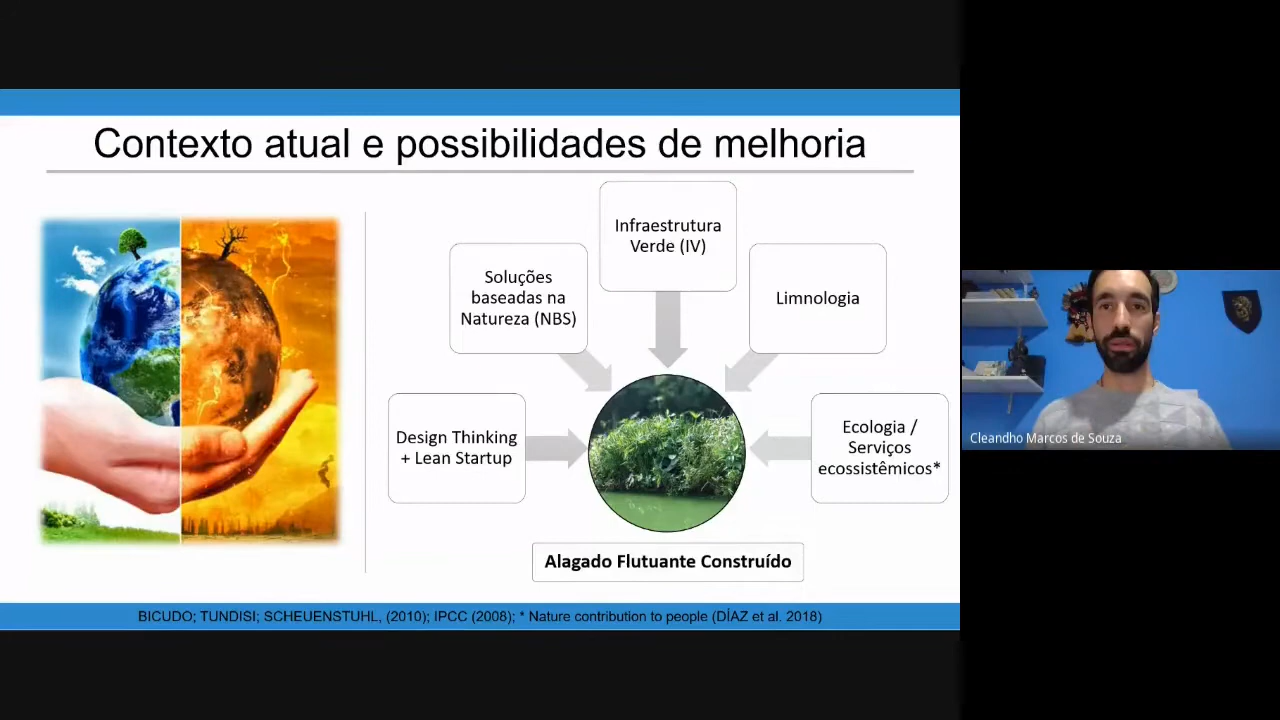 Contexto atual e possibilidades de melhoria
Infraestrutura
Verde (IV)
Soluções
baseadas na
Natureza (NBS)
Limnologia
Design Thinking
+ Lean Startup
Ecologia /
Serviços
ecossistêmicos*
Alagado Flutuante Construído
BICUDO; TUNDISI; SCHEUENSTUHL, (2010); IPCC (2008); * Nature contribution to people (DÍAZ et al. 2018)
Cleandho Marcos de Souza